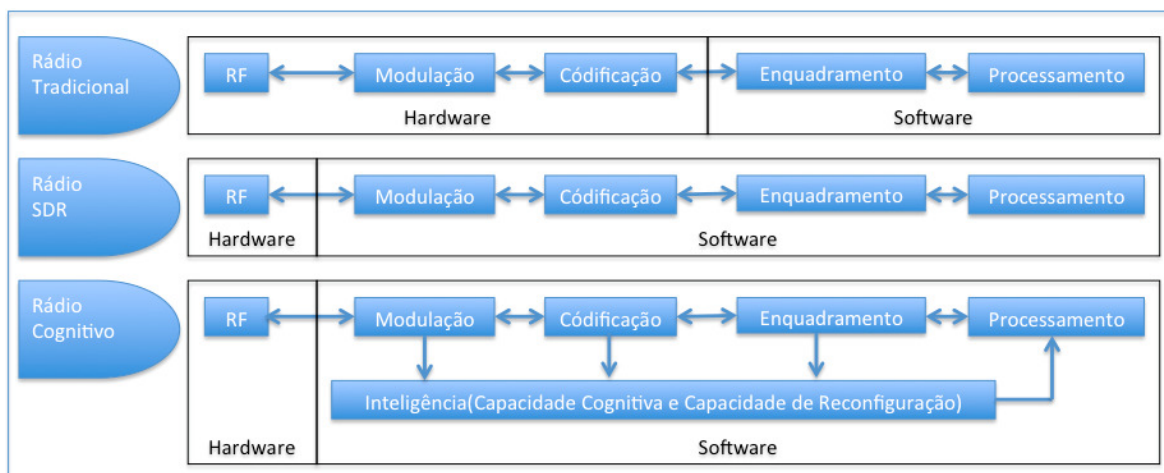 Rádio
Tradicional
RF
Modulação
Códificação
Enquadramento
Processamento
Hardware
Software
Rádio
SDR
RF
Modulação
Códificação
Enquadramento
Processamento
Hardware
Software
Rádio
Cognitivo
RF
Modulação
Códificação
Enquadramento
Processamento
Inteligência(Capacidade Cognitiva e Capacidade de Reconfiguração)
Hardware
Software